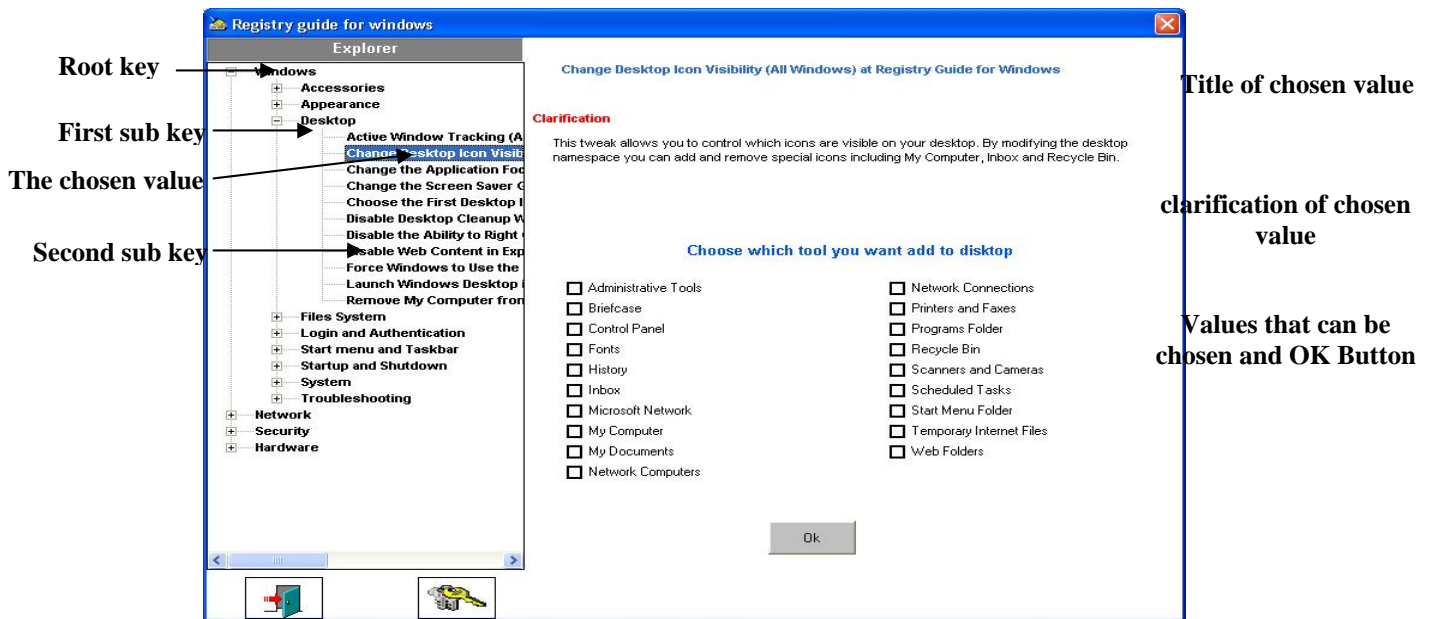 Registry guide for windows
Explorer
Root key
Windows
Accessories
Appearance
First sub key
Desktop
Active Window Tracking (A
The chosen value
Change Desktop Icon Visib
Change the Application Foc
Change the Screen Saver G
Choose the First Desktop I
Disable Desktop Cleanup W
Disable the Ability to Right
Second sub key
Disable Web Content in Exp
Force Windows to Use the
Launch Windows Desktop i
Remove My Computer from
Files System
Login and Authentication
Start menu and Taskbar
Startup and Shutdown
System
Troubleshooting
Network
Security
Hardware
Change Desktop Icon Visibility (All Windows) at Registry Guide for Windows
Title of chosen value
Clarification
This tweak allows you to control which icons are visible on your desktop. By modifying the desktop
namespace you can add and remove special icons including My Computer, Inbox and Recycle Bin.
clarification of chosen
value
Choose which tool you want add to disktop
Administrative Tools
Briefcase
Control Panel
Fonts
History
Inbox
Microsoft Network
My Computer
My Documents
Network Computers
Network Connections
Printers and Faxes
Programs Folder
Recycle Bin
Scanners and Cameras
Scheduled Tasks
Start Menu Folder
Temporary Internet Files
Web Folders
Values that can be
chosen and OK Button
Ok